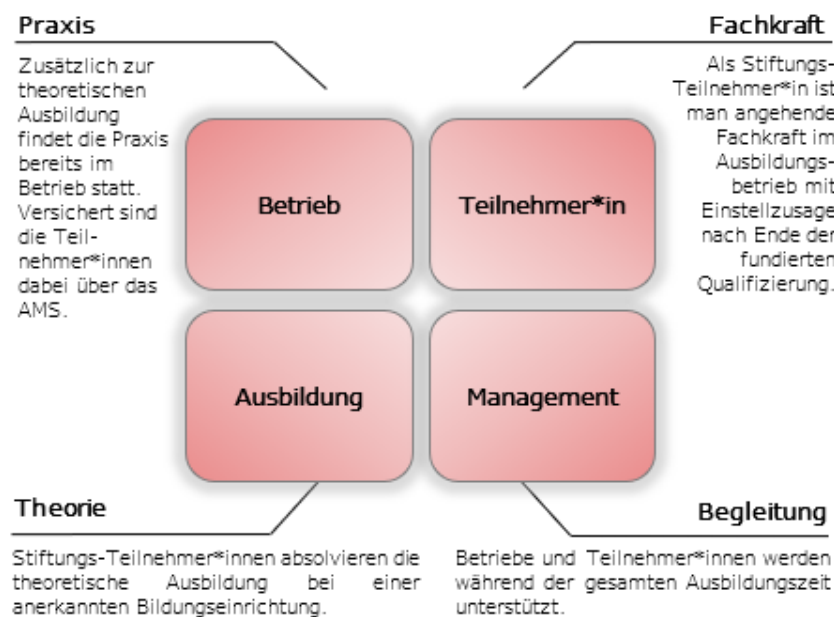 Praxis
Zusätzlich zur
theoretischen
Ausbildung
findet die Praxis
bereits im
Betrieb statt.
Versichert sind
die Teil-
nehmer*innen
dabei über das
AMS.
Fachkraft
Als Stiftungs-
Teilnehmer*in ist
man angehende
Fachkraft im
Ausbildungs-
betrieb mit
Einstellzusage
nach Ende der
fundierten
Qualifizierung.
Betrieb
Teilnehmer*in
Ausbildung
Management
Theorie
Stiftungs-Teilnehmer*innen absolvieren die
theoretische Ausbildung bei einer
anerkannten Bildungseinrichtung.
Begleitung
Betriebe und Teilnehmer*innen werden
während der gesamten Ausbildungszeit
unterstützt.